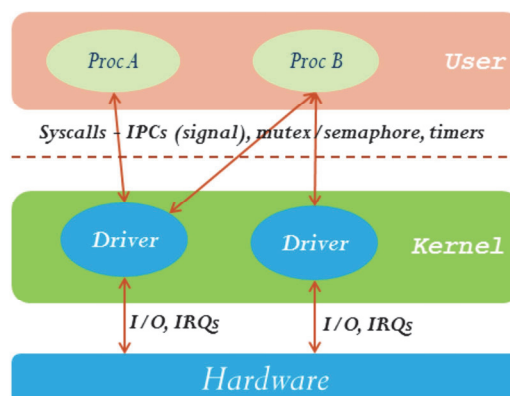 Proc A Proc B User
Syscalls - IPCs (signal), mutex/semaphore, timers
Driver Driver Kernel
I/O, IRQs I/O, IRQs
Hardware